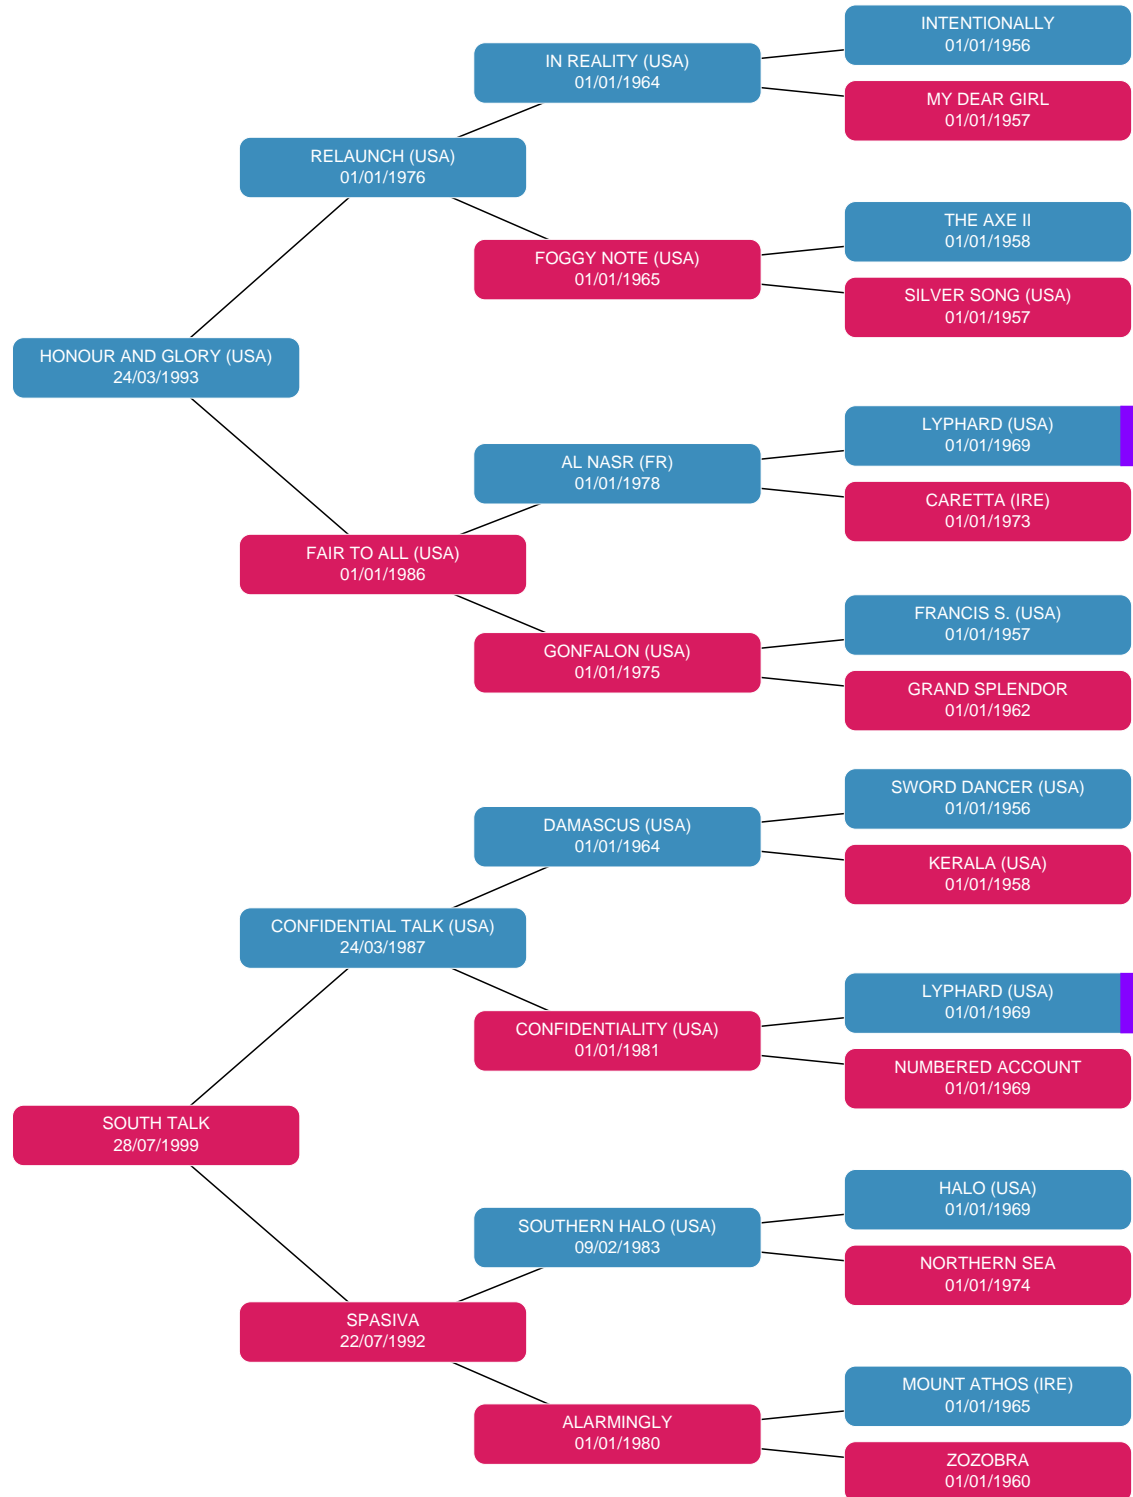 INTENTIONALLY
01/01/1956
IN REALITY (USA)
01/01/1964
MY DEAR GIRL
01/01/1957
RELAUNCH (USA)
01/01/1976
THE AXE II
01/01/1958
FOGGY NOTE (USA)
01/01/1965
SILVER SONG (USA)
01/01/1957
HONOUR AND GLORY (USA)
24/03/1993
LYPHARD (USA)
01/01/1969
AL NASR (FR)
01/01/1978
CARETTA (IRE)
01/01/1973
FAIR TO ALL (USA)
01/01/1986
FRANCIS S. (USA)
01/01/1957
GONFALON (USA)
01/01/1975
GRAND SPLENDOR
01/01/1962
SWORD DANCER (USA)
01/01/1956
DAMASCUS (USA)
01/01/1964
KERALA (USA)
01/01/1958
CONFIDENTIAL TALK (USA)
24/03/1987
LYPHARD (USA)
01/01/1969
CONFIDENTIALITY (USA)
01/01/1981
NUMBERED ACCOUNT
01/01/1969
SOUTH TALK
28/07/1999
HALO (USA)
01/01/1969
SOUTHERN HALO (USA)
09/02/1983
NORTHERN SEA
01/01/1974
SPASIVA
22/07/1992
MOUNT ATHOS (IRE)
01/01/1965
ALARMINGLY
01/01/1980
ZOZOBRA
01/01/1960